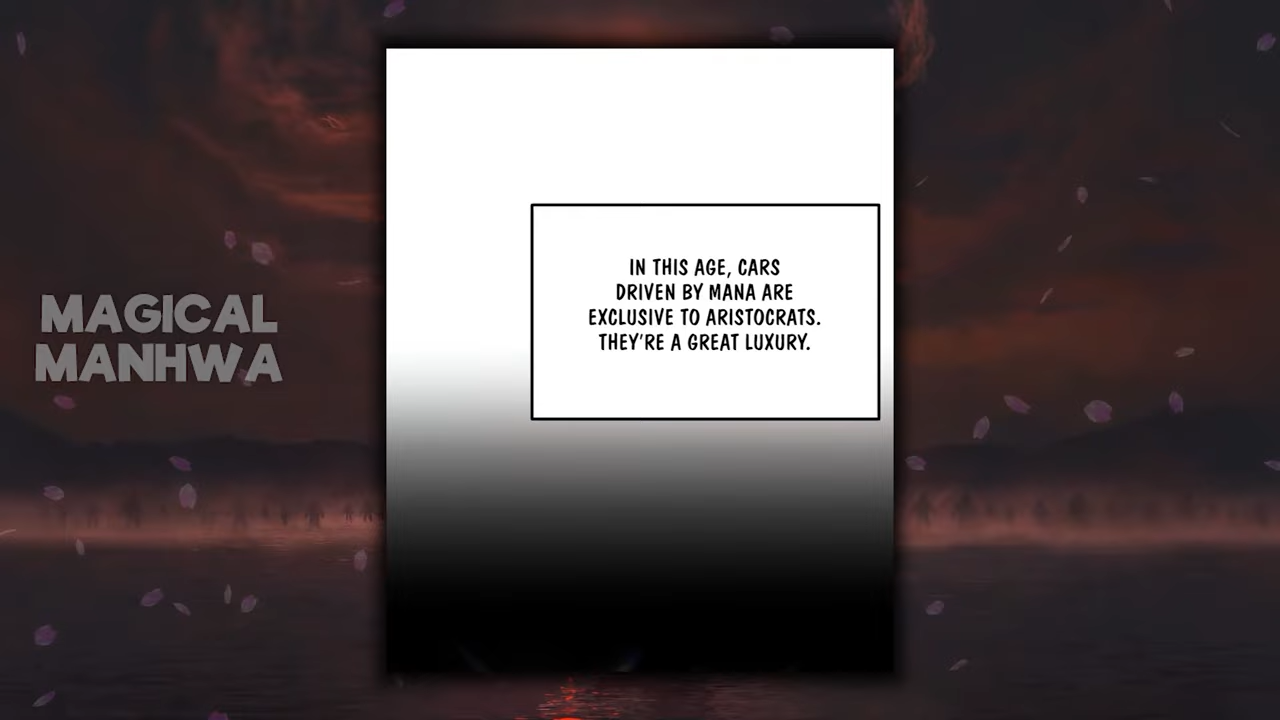 MAGICAL
MANHWA
IN THIS AGE, CARS
DRIVEN BY MANA ARE
EXCLUSIVE TO ARISTOCRATS.
THEY'RE A GREAT LUXURY.